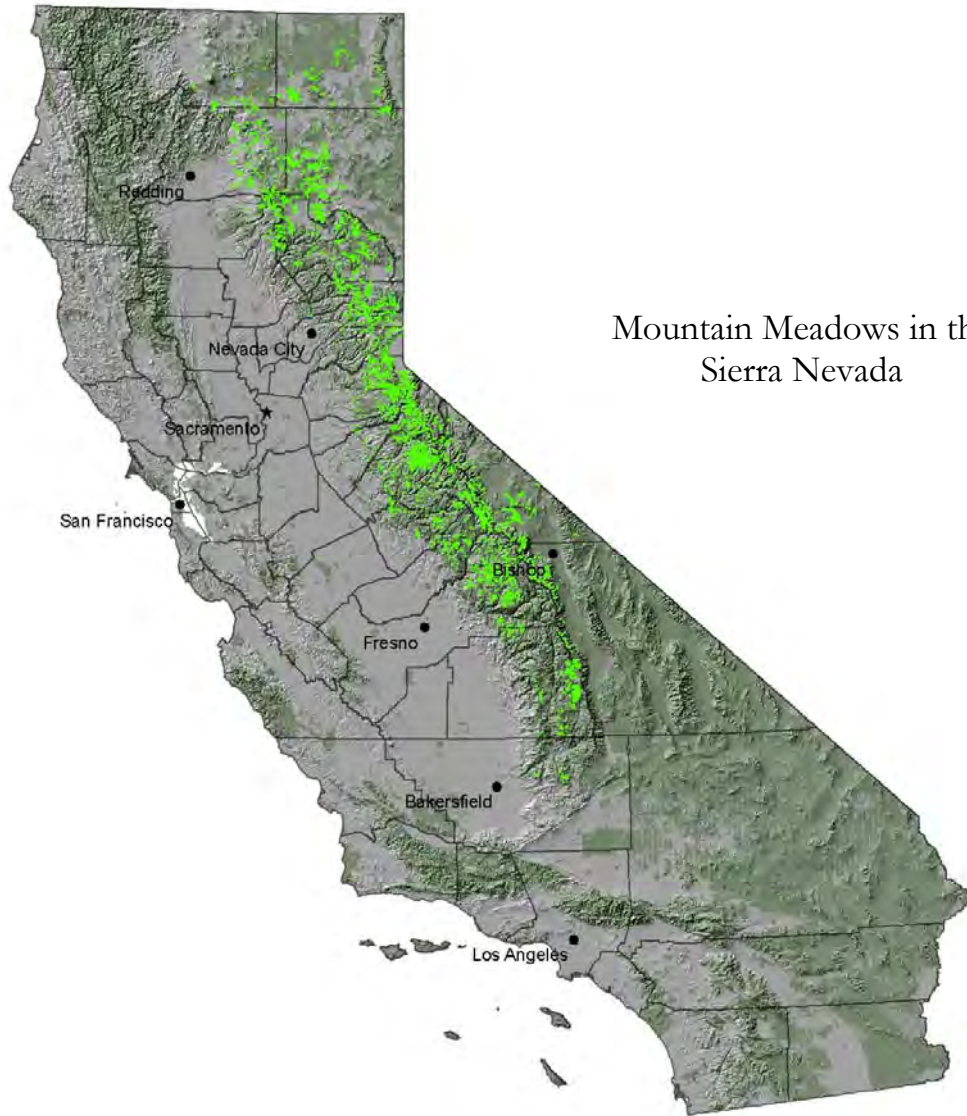 Redding
Mountain Meadows in th
Sierra Nevada
Nevada City
Sacramento
San Francisco
Bishop
Fresno
Bakersfield
Los Angeles